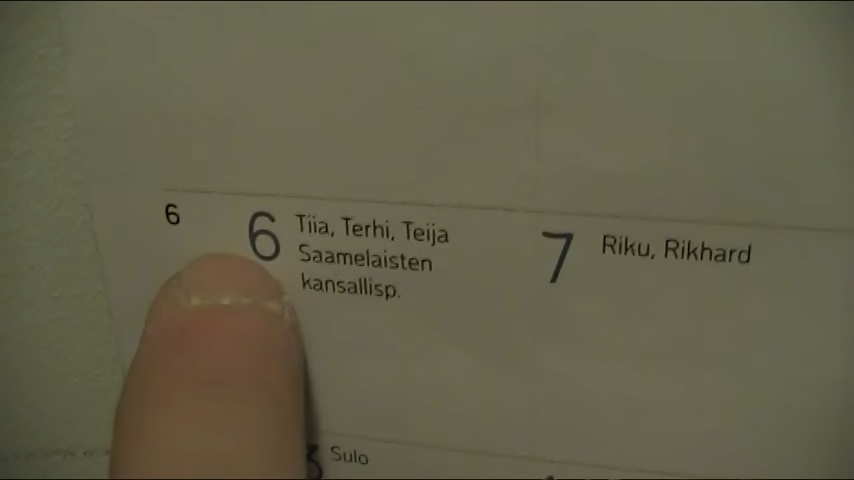 6
6 Tiia, Terhi, Teija
Saamelaisten
kansallisp.
7 Riku, Rikhard
Sulo